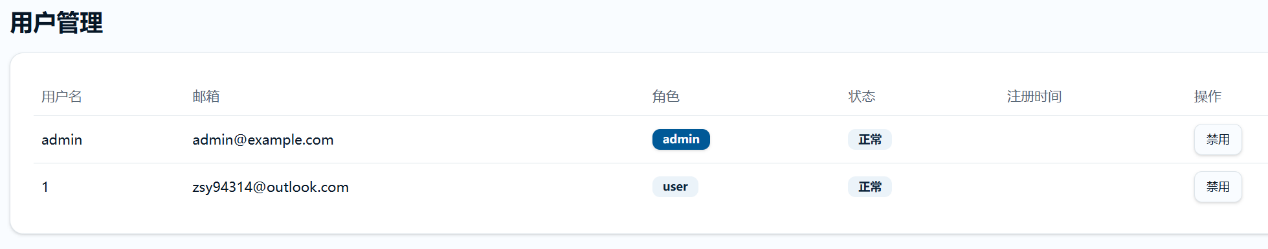 用户管理
用户名 邮箱 角色 状态 注册时间 操作
admin admin@example.com admin 正常 禁用
1 zsy94314@outlook.com user 正常 禁用